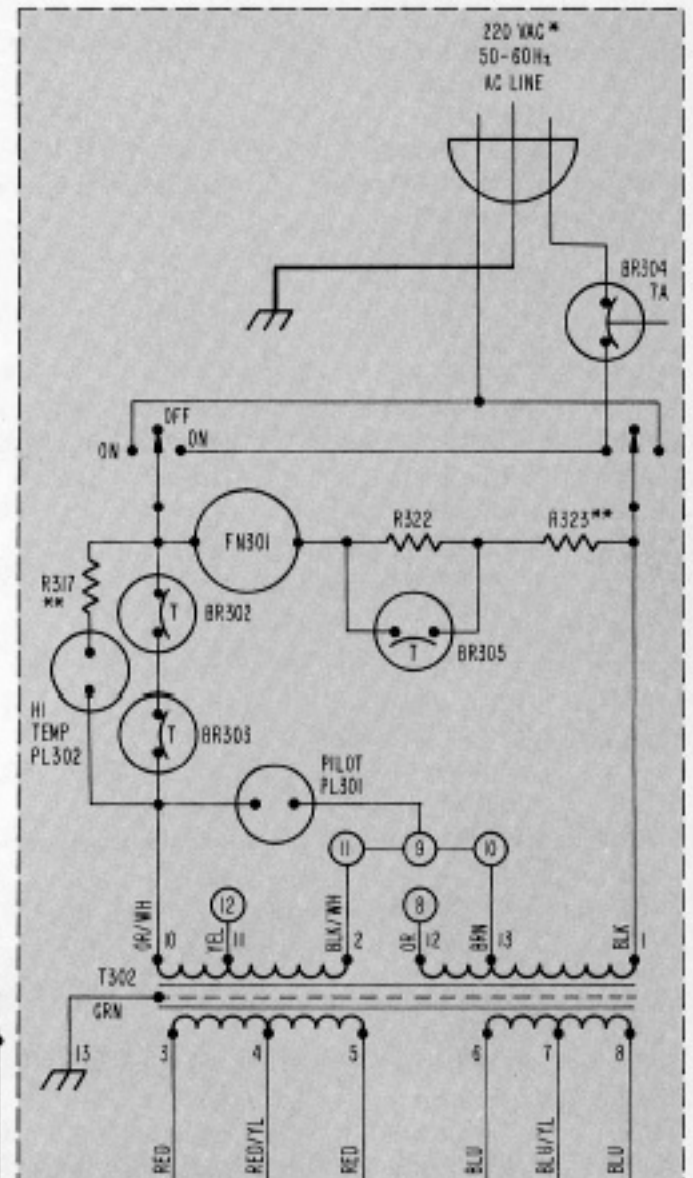 220 VAC*
50-60Hz
AC LINE
BR304
TA
OFF
ON
ON
FN301
R322
R323**
R317
**
T
BR302
T
BR305
HI
TEMP
PL302
T
BR303
PILOT
PL301
11
9
10
12
8
OR/WH
10
YEL
11
BLK/WH
2
OR
12
BRN
13
BLK
1
T302
GRN
13
3
4
5
6
7
8
RED
RED/YL
RED
BLU
BLU/YL
BLU